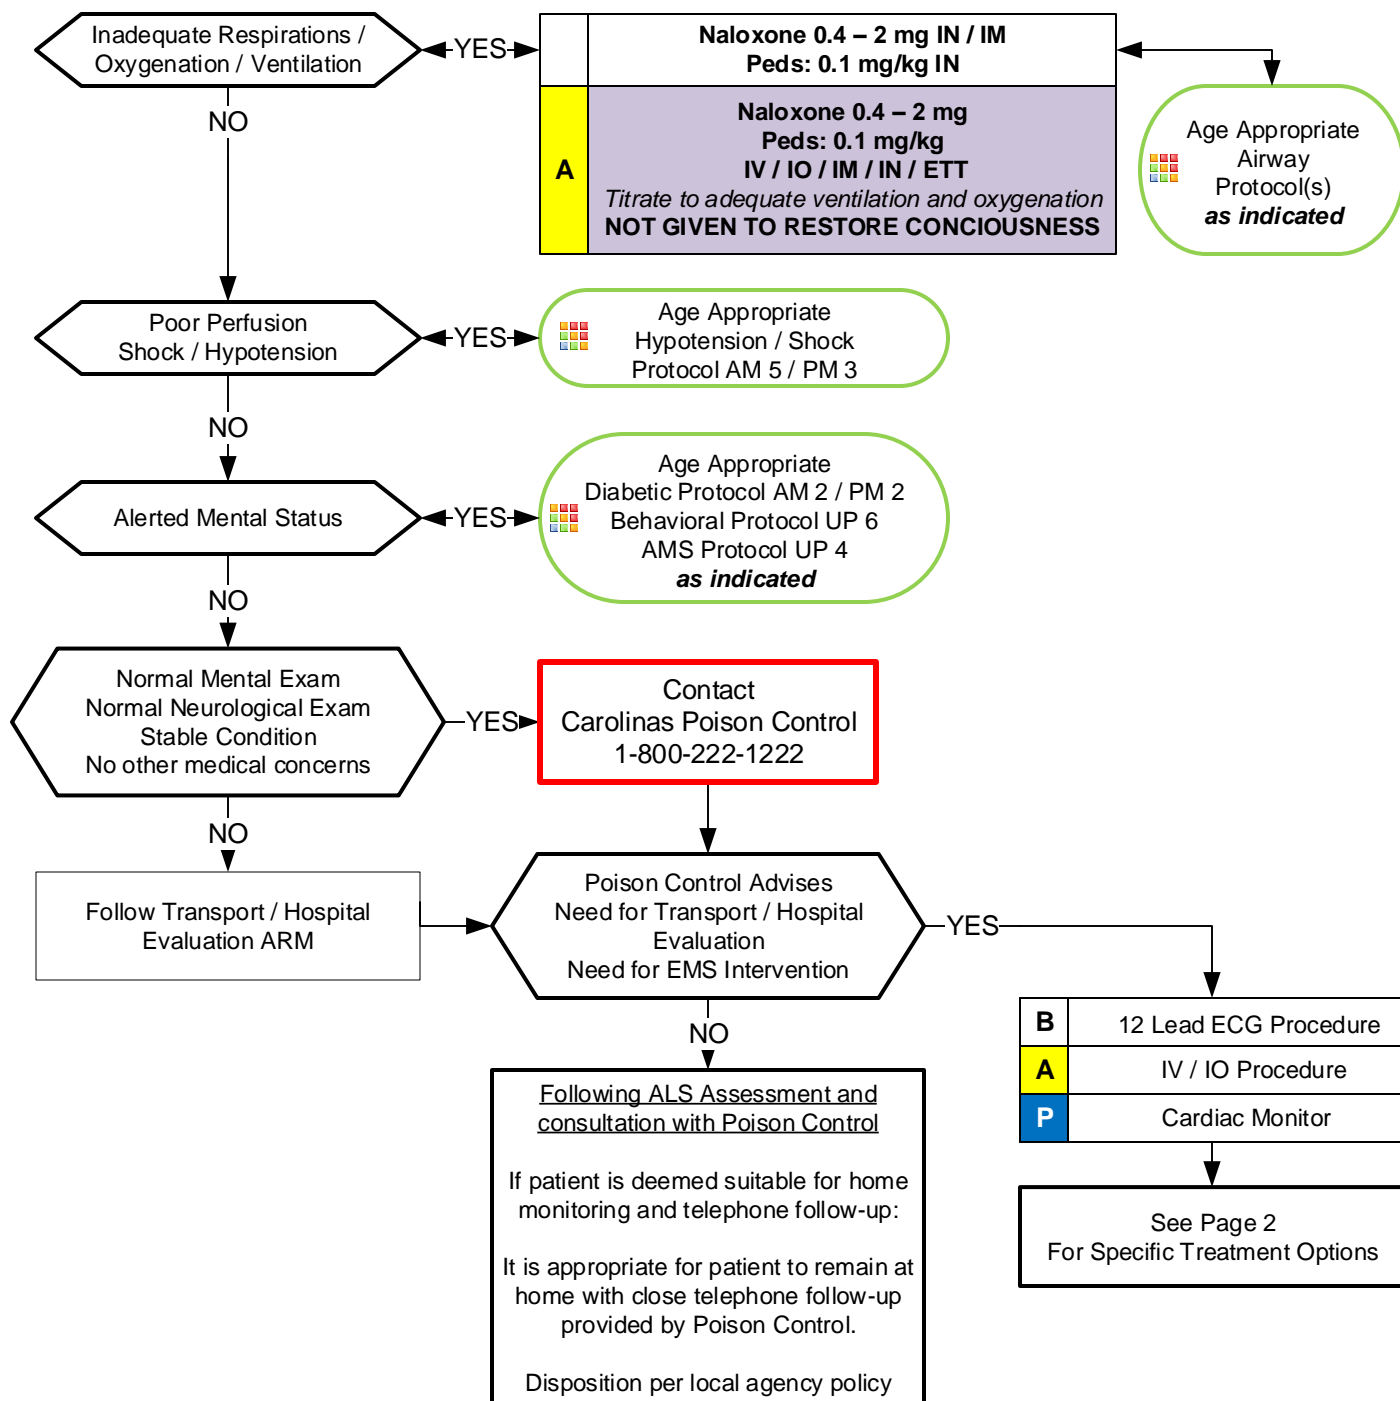 Inadequate Respirations /
Oxygenation / Ventilation
YES
Naloxone 0.4 – 2 mg IN / IM
Peds: 0.1 mg/kg IN
A
Naloxone 0.4 – 2 mg
Peds: 0.1 mg/kg
IV / IO / IM / IN / ETT
Titrate to adequate ventilation and oxygenation
NOT GIVEN TO RESTORE CONCIOUSNESS
Age Appropriate
Airway
Protocol(s)
as indicated
NO
Poor Perfusion
Shock / Hypotension
YES
Age Appropriate
Hypotension / Shock
Protocol AM 5 / PM 3
NO
Alerted Mental Status
YES
Age Appropriate
Diabetic Protocol AM 2 / PM 2
Behavioral Protocol UP 6
AMS Protocol UP 4
as indicated
NO
Normal Mental Exam
Normal Neurological Exam
Stable Condition
No other medical concerns
YES
Contact
Carolinas Poison Control
1-800-222-1222
NO
Follow Transport / Hospital
Evaluation ARM
Poison Control Advises
Need for Transport / Hospital
Evaluation
Need for EMS Intervention
YES
B
12 Lead ECG Procedure
A
IV / IO Procedure
P
Cardiac Monitor
See Page 2
For Specific Treatment Options
NO
Following ALS Assessment and
consultation with Poison Control
If patient is deemed suitable for home
monitoring and telephone follow-up:
It is appropriate for patient to remain at
home with close telephone follow-up
provided by Poison Control.
Disposition per local agency policy